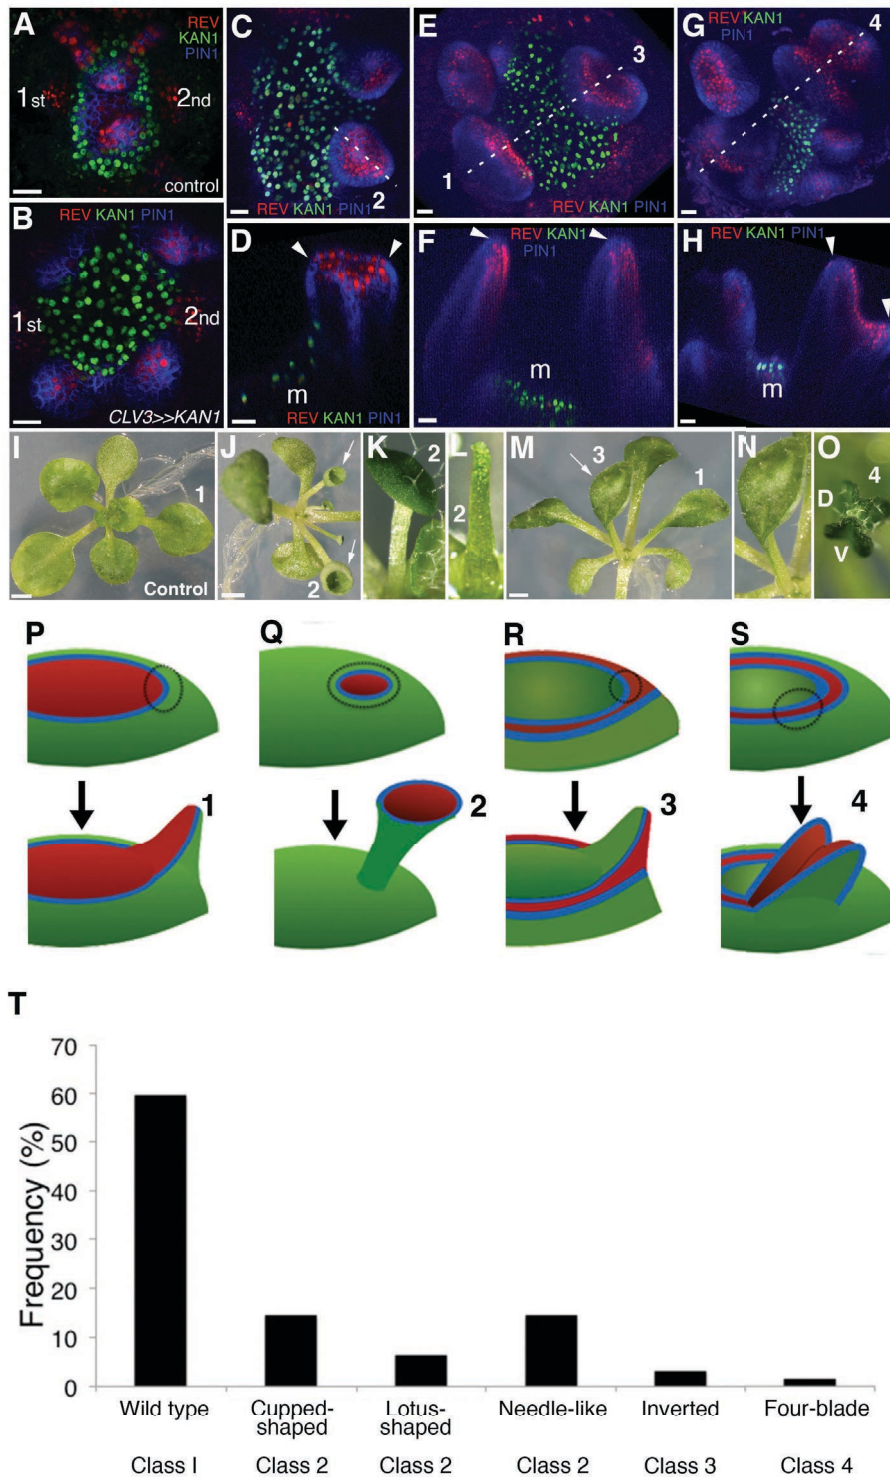 A
REV
KAN1
PIN1
1st
2nd
control
B
REV KAN1 PIN1
1st
2nd
CLV3>>KAN1
C
2
REV KAN1 PIN1
D
m
REV KAN1 PIN1
E
3
1
REV KAN1 PIN1
F
REV KAN1
PIN1
m
G
REV KAN1
PIN1
4
H
REV KAN1 PIN1
m
I
1
Control
J
2
K
2
L
2
M
3
1
N
O
4
D
V
P
1
Q
2
R
3
S
4
T
Frequency (%)
70
60
50
40
30
20
10
0
Wild type
Cupped-
shaped
Lotus-
shaped
Needle-like
Inverted
Four-blade
Class I
Class 2
Class 2
Class 2
Class 3
Class 4